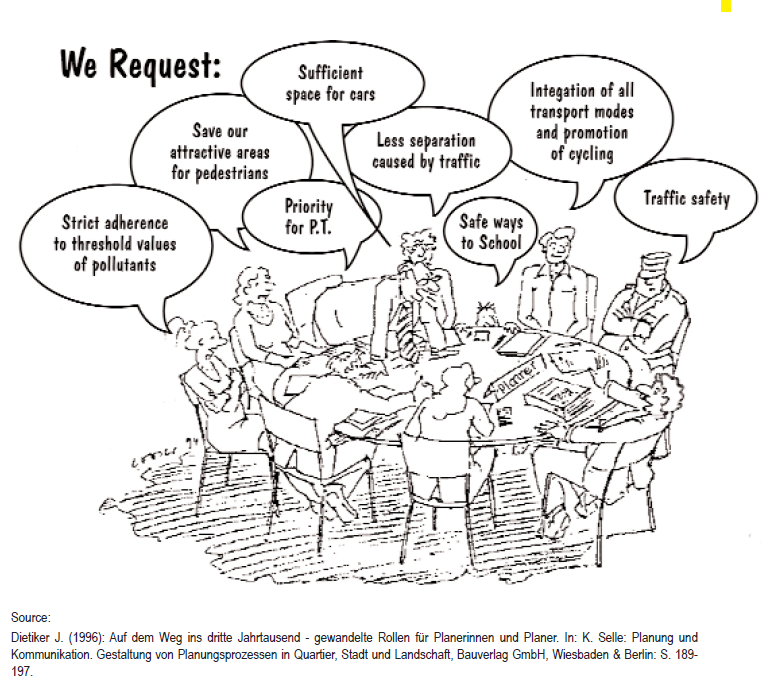 We Request:
Sufficient
space for cars
Save our
attractive areas
for pedestrians
Less separation
caused by traffic
Integation of all
transport modes
and promotion
of cycling
Strict adherence
to threshold values
of pollutants
Priority
for P.T.
Safe ways
to School
Traffic safety
Planner
Source:
Dietiker J. (1996): Auf dem Weg ins dritte Jahrtausend - gewandelte Rollen für Planerinnen und Planer. In: K. Selle: Planung und
Kommunikation. Gestaltung von Planungsprozessen in Quartier, Stadt und Landschaft, Bauverlag GmbH, Wiesbaden & Berlin: S. 189-
197.